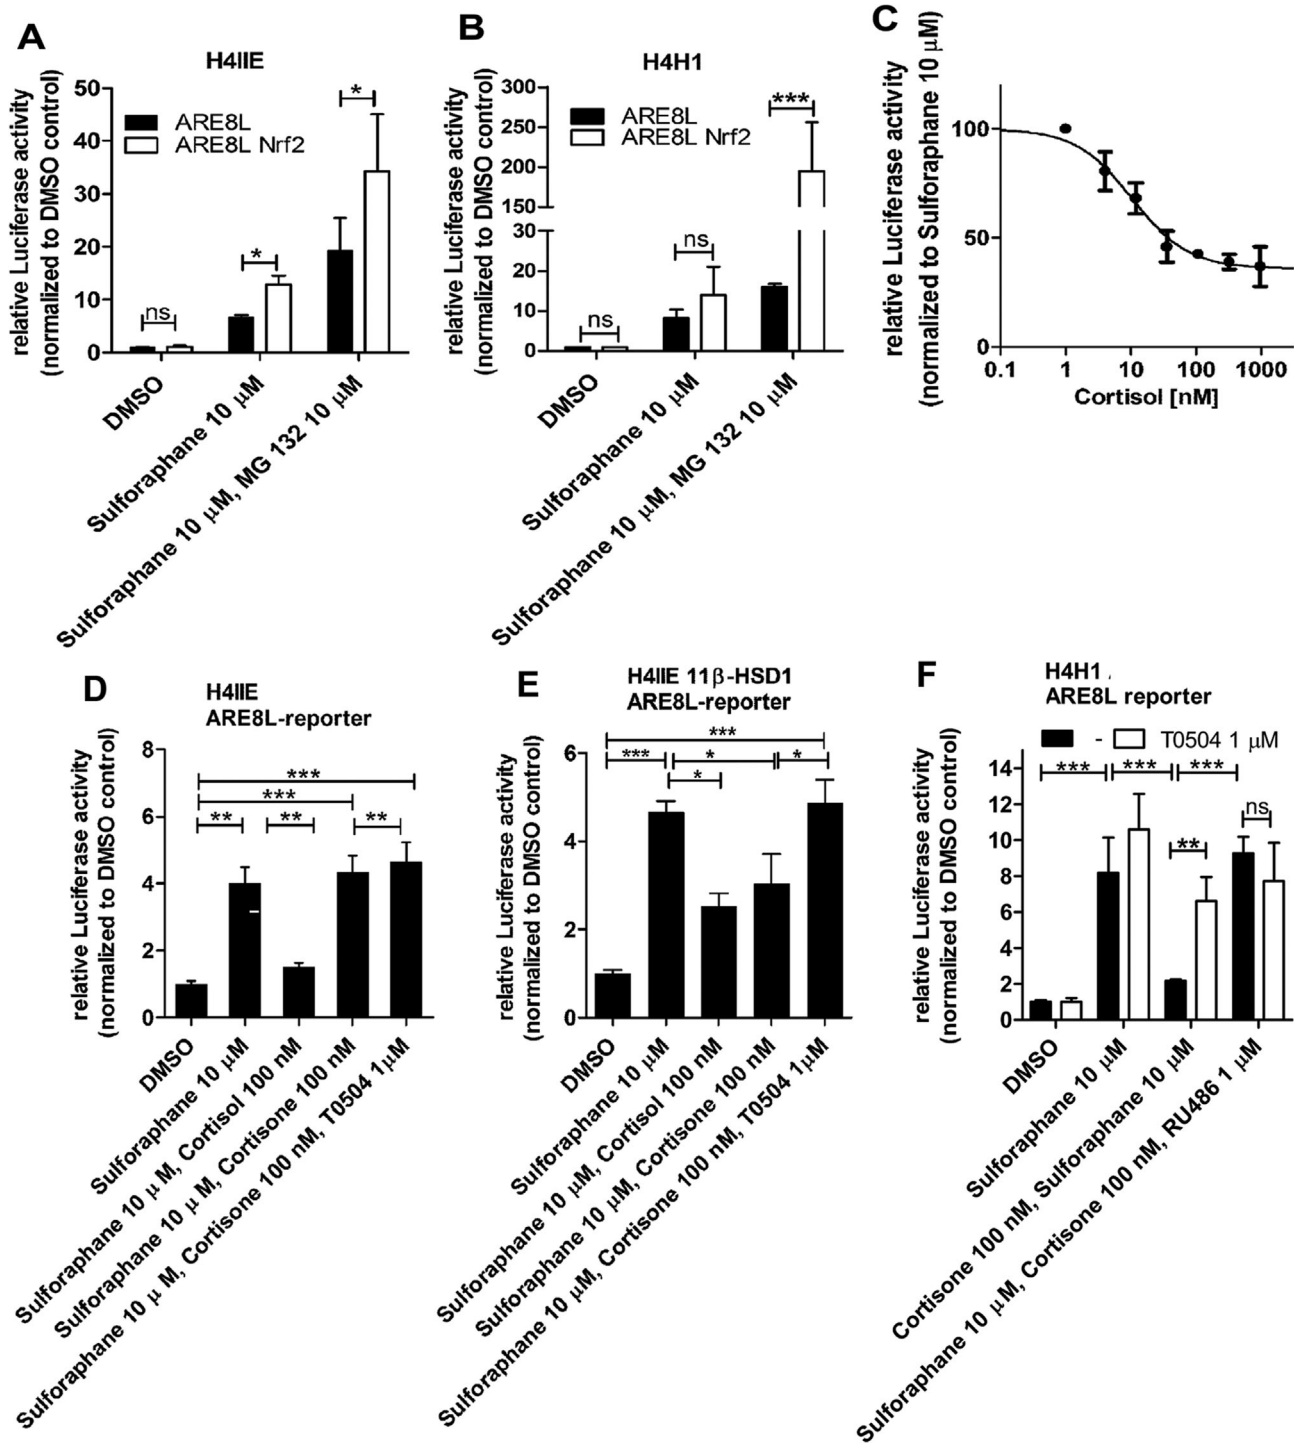 A
H4IIE
relative Luciferase activity
(normalized to DMSO control)
50
40
30
20
10
0
ARE8L
ARE8L Nrf2
ns
*
*
DMSO
Sulforaphane 10 μM
Sulforaphane 10 μM, MG 132 10 μM
B
H4H1
relative Luciferase activity
(normalized to DMSO control)
300
250
200
150
30
20
10
0
ARE8L
ARE8L Nrf2
ns
ns
***
DMSO
Sulforaphane 10 μM
Sulforaphane 10 μM, MG 132 10 μM
C
relative Luciferase activity
(normalized to Sulforaphane 10 μM)
100
50
0
0.1
1
10
100
1000
Cortisol [nM]
D
H4IIE
ARE8L-reporter
relative Luciferase activity
(normalized to DMSO control)
8
6
4
2
0
***
***
**
**
**
DMSO
Sulforaphane 10 μM
Sulforaphane 10 μ M, Cortisol 100 nM
Sulforaphane 10 μ M, Cortisone 100 nM
Sulforaphane 10 μ M, Cortisone 100 nM, T0504 1μM
E
H4IIE 11β-HSD1
ARE8L-reporter
relative Luciferase activity
(normalized to DMSO control)
6
4
2
0
***
***
*
*
*
DMSO
Sulforaphane 10 μM
Sulforaphane 10 μM, Cortisol 100 nM
Sulforaphane 10 μM, Cortisone 100 nM
Sulforaphane 10 μM, Cortisone 100 nM, T0504 1μM
F
H4H1
ARE8L reporter
- T0504 1 μM
relative Luciferase activity
(normalized to DMSO control)
14
12
10
8
6
4
2
0
***
***
***
**
ns
DMSO
Sulforaphane 10 μM
Cortisone 100 nM, Sulforaphane 10 μM
Sulforaphane 10 μM, Cortisone 100 nM, RU486 1 μM